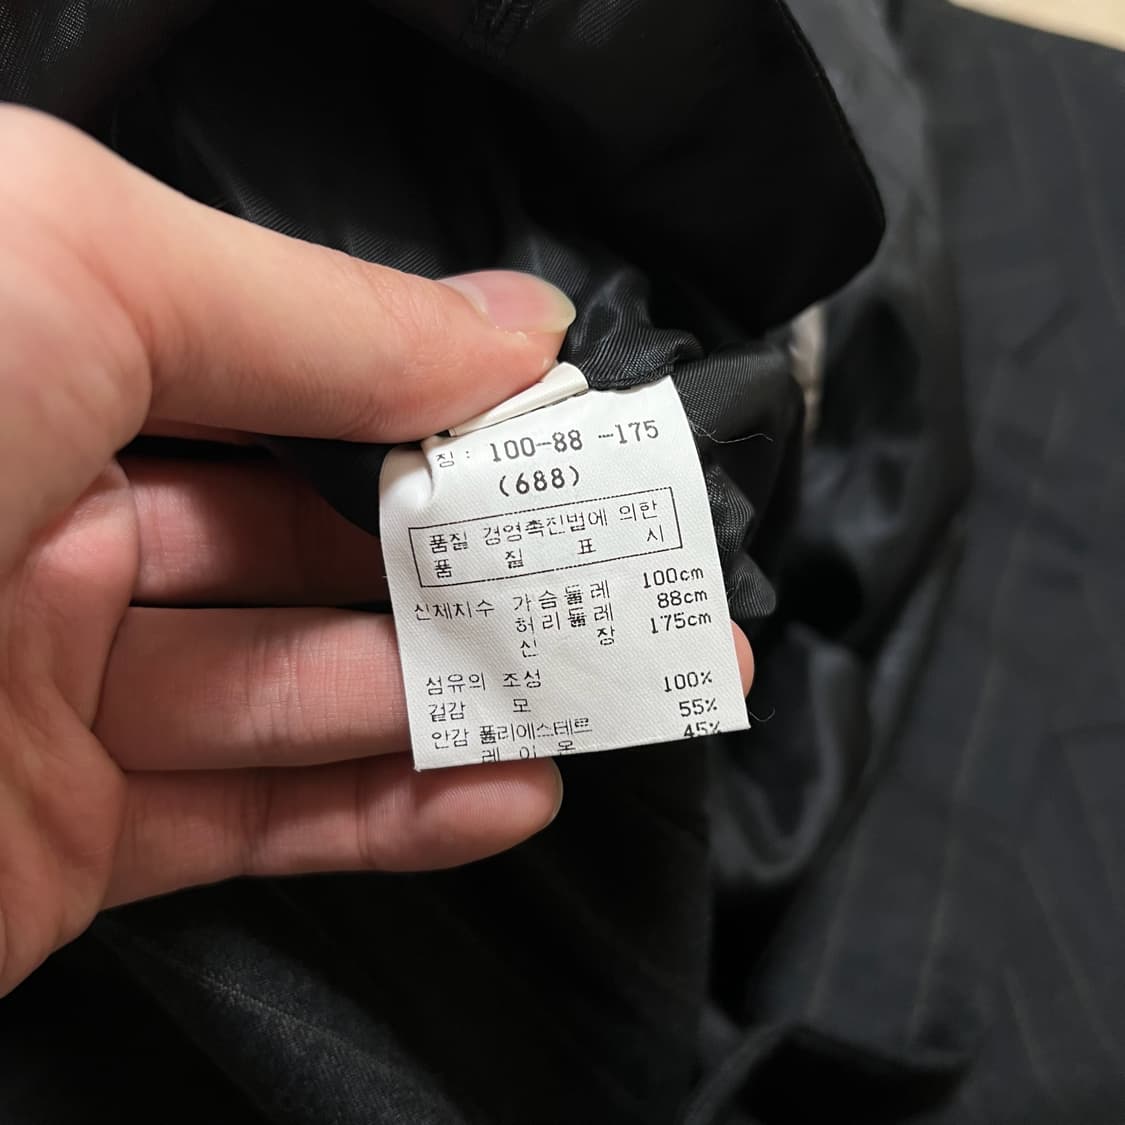 징 : 100-88 -175
(688)
품질 경영촉진법에 의한
품 질 표 시
신체치수 가슴둘레 100cm
허리둘레 88cm
신 장 175cm
섬유의 조성
겉감 모 100%
안감 폴리에스테르 55%
레 이 온 45%